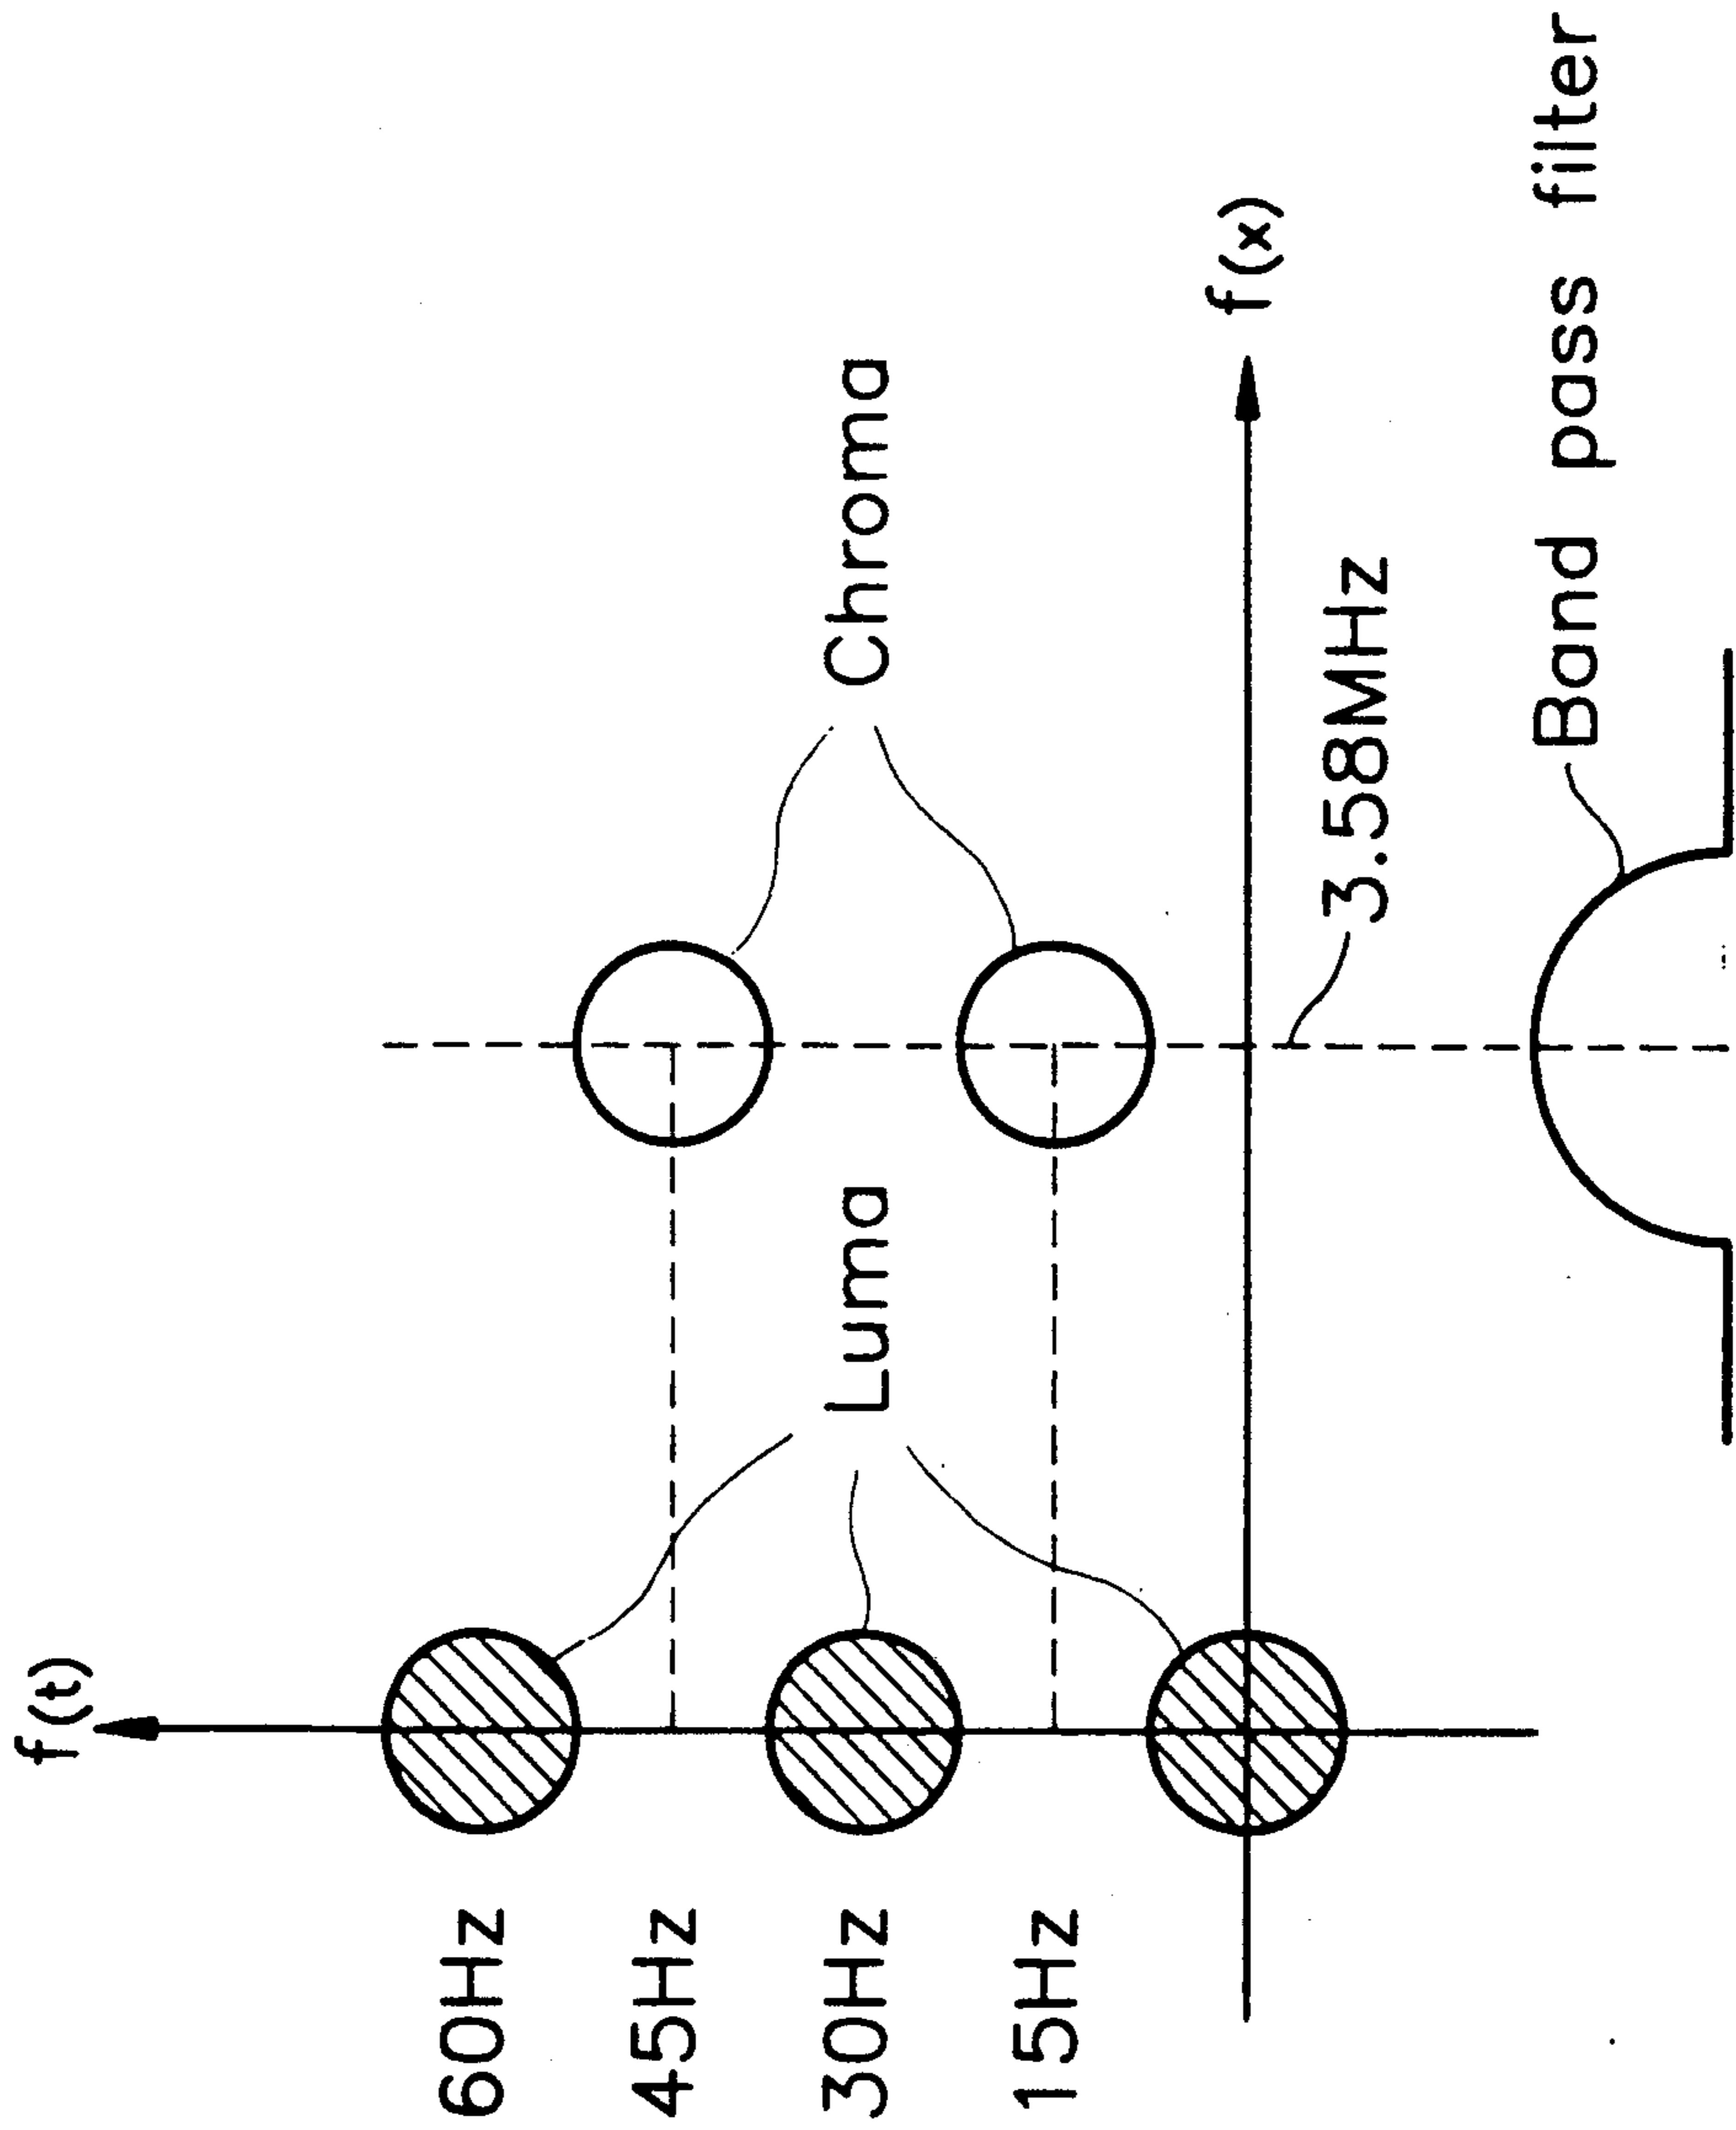 f(t)
60Hz
45Hz
30Hz
Luma
Chroma
15Hz
f(x)
3.58MHz
Band pass filter